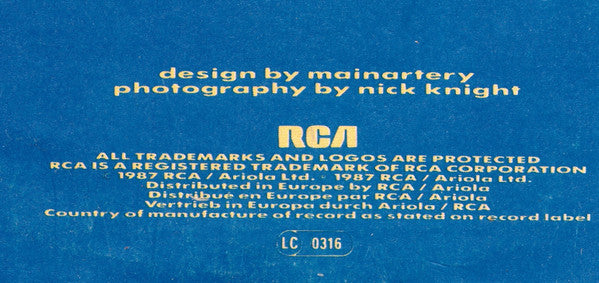 design by mainartery
photography by nick knight
RCA
ALL TRADEMARKS AND LOGOS ARE PROTECTED
RCA IS A REGISTERED TRADEMARK OF RCA CORPORATION
1987 RCA / Ariola Ltd. · 1987 RCA / Ariola Ltd.
Distributed in Europe by RCA / Ariola
Distribué en Europe par RCA / Ariola
Vertrieb in Europa durch Ariola / RCA
Country of manufacture of record as stated on record label
LC 0316